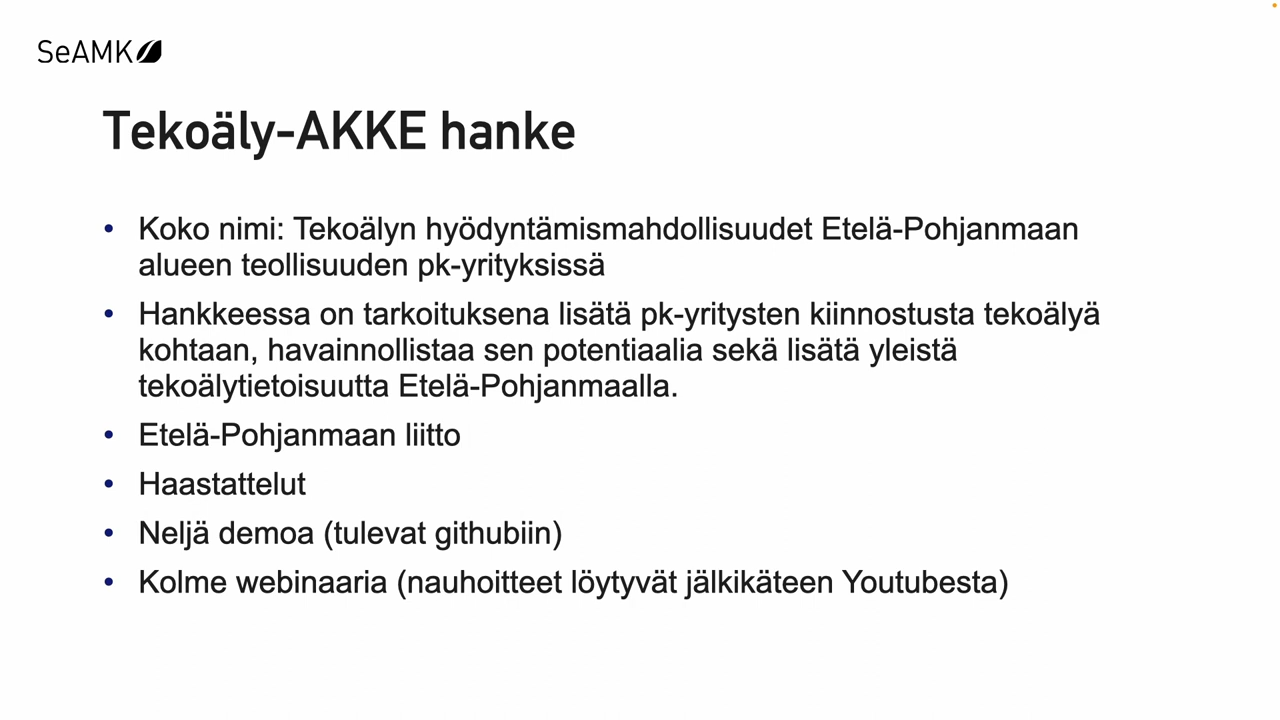 SeAMK
Tekoäly-AKKE hanke
• Koko nimi: Tekoälyn hyödyntämismahdollisuudet Etelä-Pohjanmaan
alueen teollisuuden pk-yrityksissä
• Hankkeessa on tarkoituksena lisätä pk-yritysten kiinnostusta tekoälyä
kohtaan, havainnollistaa sen potentiaalia sekä lisätä yleistä
tekoälytietoisuutta Etelä-Pohjanmaalla.
• Etelä-Pohjanmaan liitto
• Haastattelut
• Neljä demoa (tulevat githubiin)
• Kolme webinaaria (nauhoitteet löytyvät jälkikäteen Youtubesta)